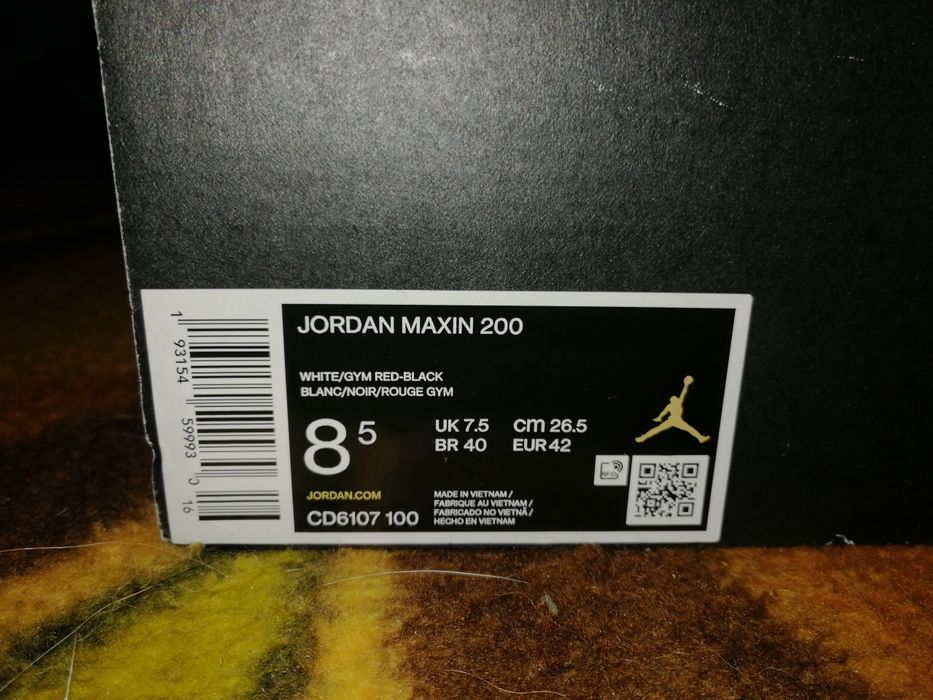 JORDAN MAXIN 200
WHITE/GYM RED-BLACK
BLANC/NOIR/ROUGE GYM
8 5
UK 7.5 cm 26.5
BR 40 EUR 42
JORDAN.COM
CD6107 100
MADE IN VIETNAM /
FABRIQUE AU VIETNAM /
FABRICADO NO VIETNÃ /
HECHO EN VIETNAM
RFID
1 93154 59993 0 16